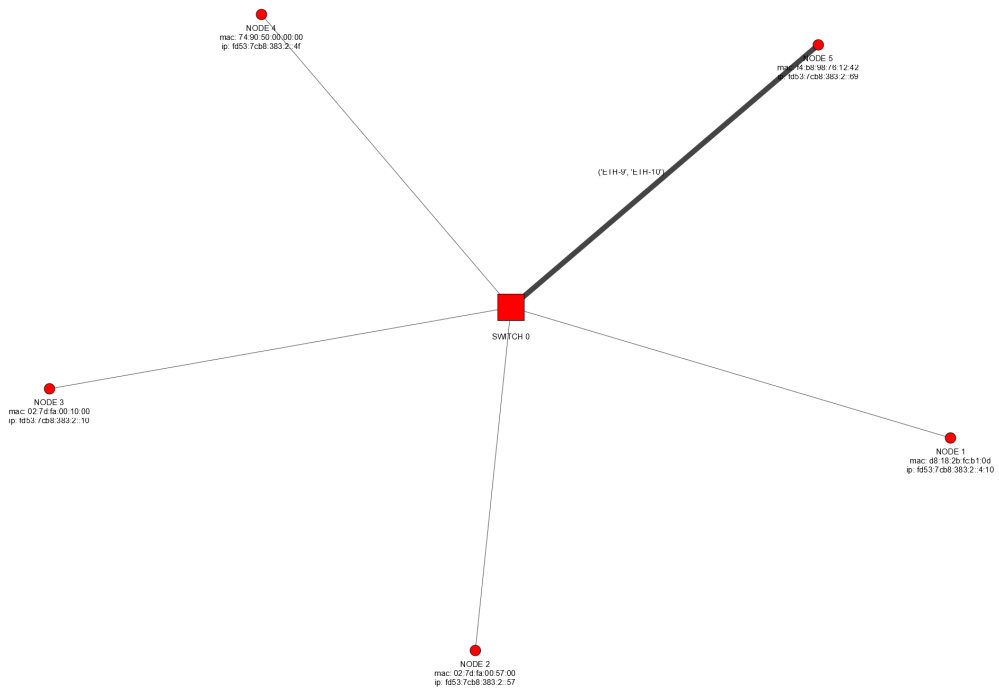 NODE 4
mac: 74:90:50:00:00:00
ip: fd53:7cb8:383:2::4f
NODE 5
mac: f4:b8:98:76:12:42
ip: fd53:7cb8:383:2::69
('ETH-9', 'ETH-10')
SWITCH 0
NODE 3
mac: 02:7d:fa:00:10:00
ip: fd53:7cb8:383:2::10
NODE 1
mac: d8:18:2b:fc:b1:0d
ip: fd53:7cb8:383:2::4:10
NODE 2
mac: 02:7d:fa:00:57:00
ip: fd53:7cb8:383:2::57